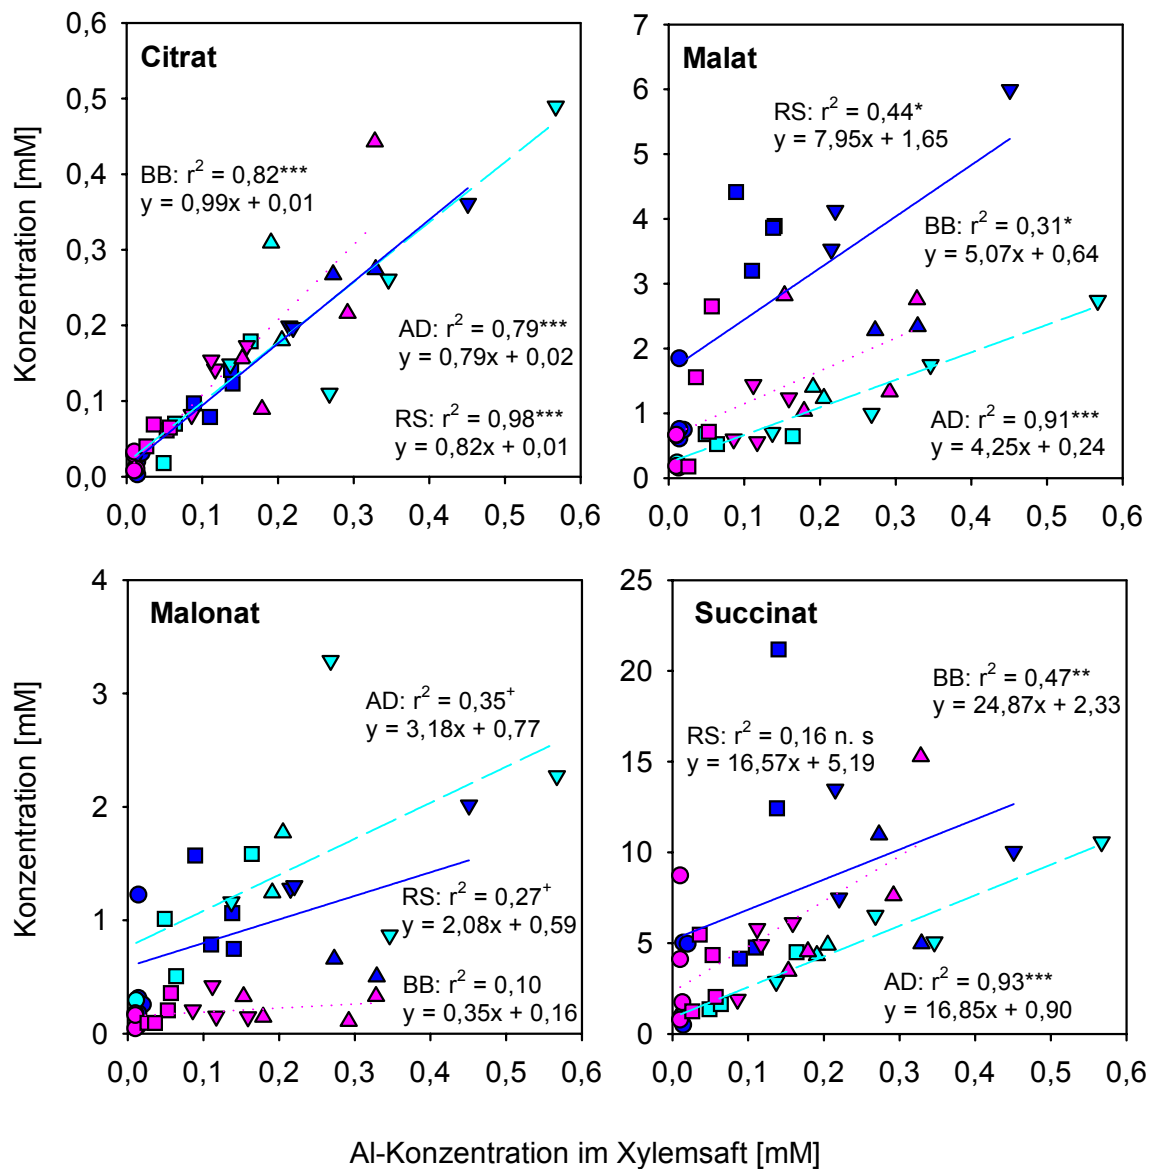 Citrat
Konzentration [mM]
0,6
0,5
0,4
0,3
0,2
0,1
0,0
BB: r² = 0,82***
y = 0,99x + 0,01
AD: r² = 0,79***
y = 0,79x + 0,02
RS: r² = 0,98***
y = 0,82x + 0,01
0,0 0,1 0,2 0,3 0,4 0,5 0,6
Malat
7
6
5
4
3
2
1
0
RS: r² = 0,44*
y = 7,95x + 1,65
BB: r² = 0,31*
y = 5,07x + 0,64
AD: r² = 0,91***
y = 4,25x + 0,24
0,0 0,1 0,2 0,3 0,4 0,5 0,6
Malonat
Konzentration [mM]
4
3
2
1
0
AD: r² = 0,35⁺
y = 3,18x + 0,77
RS: r² = 0,27⁺
y = 2,08x + 0,59
BB: r² = 0,10
y = 0,35x + 0,16
0,0 0,1 0,2 0,3 0,4 0,5 0,6
Succinat
25
20
15
10
5
0
BB: r² = 0,47**
y = 24,87x + 2,33
RS: r² = 0,16 n. s
y = 16,57x + 5,19
AD: r² = 0,93***
y = 16,85x + 0,90
0,0 0,1 0,2 0,3 0,4 0,5 0,6
Al-Konzentration im Xylemsaft [mM]